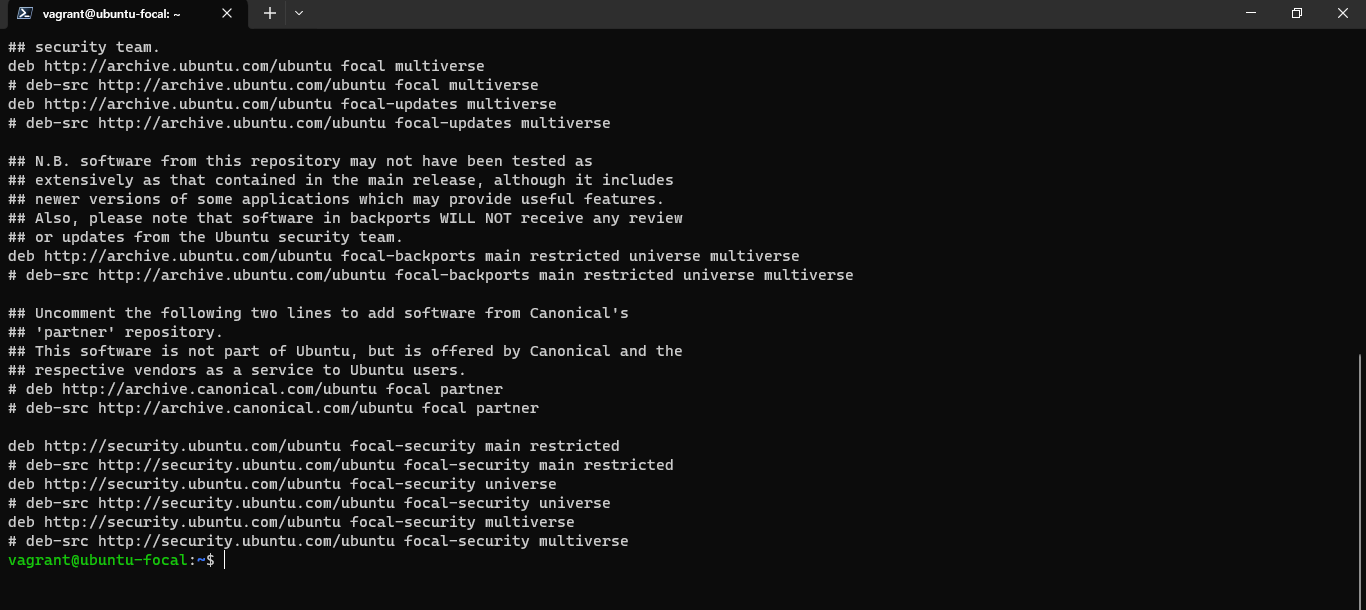 vagrant@ubuntu-focal: ~
## security team.
deb http://archive.ubuntu.com/ubuntu focal multiverse
# deb-src http://archive.ubuntu.com/ubuntu focal multiverse
deb http://archive.ubuntu.com/ubuntu focal-updates multiverse
# deb-src http://archive.ubuntu.com/ubuntu focal-updates multiverse

## N.B. software from this repository may not have been tested as
## extensively as that contained in the main release, although it includes
## newer versions of some applications which may provide useful features.
## Also, please note that software in backports WILL NOT receive any review
## or updates from the Ubuntu security team.
deb http://archive.ubuntu.com/ubuntu focal-backports main restricted universe multiverse
# deb-src http://archive.ubuntu.com/ubuntu focal-backports main restricted universe multiverse

## Uncomment the following two lines to add software from Canonical's
## 'partner' repository.
## This software is not part of Ubuntu, but is offered by Canonical and the
## respective vendors as a service to Ubuntu users.
# deb http://archive.canonical.com/ubuntu focal partner
# deb-src http://archive.canonical.com/ubuntu focal partner

deb http://security.ubuntu.com/ubuntu focal-security main restricted
# deb-src http://security.ubuntu.com/ubuntu focal-security main restricted
deb http://security.ubuntu.com/ubuntu focal-security universe
# deb-src http://security.ubuntu.com/ubuntu focal-security universe
deb http://security.ubuntu.com/ubuntu focal-security multiverse
# deb-src http://security.ubuntu.com/ubuntu focal-security multiverse
vagrant@ubuntu-focal:~$